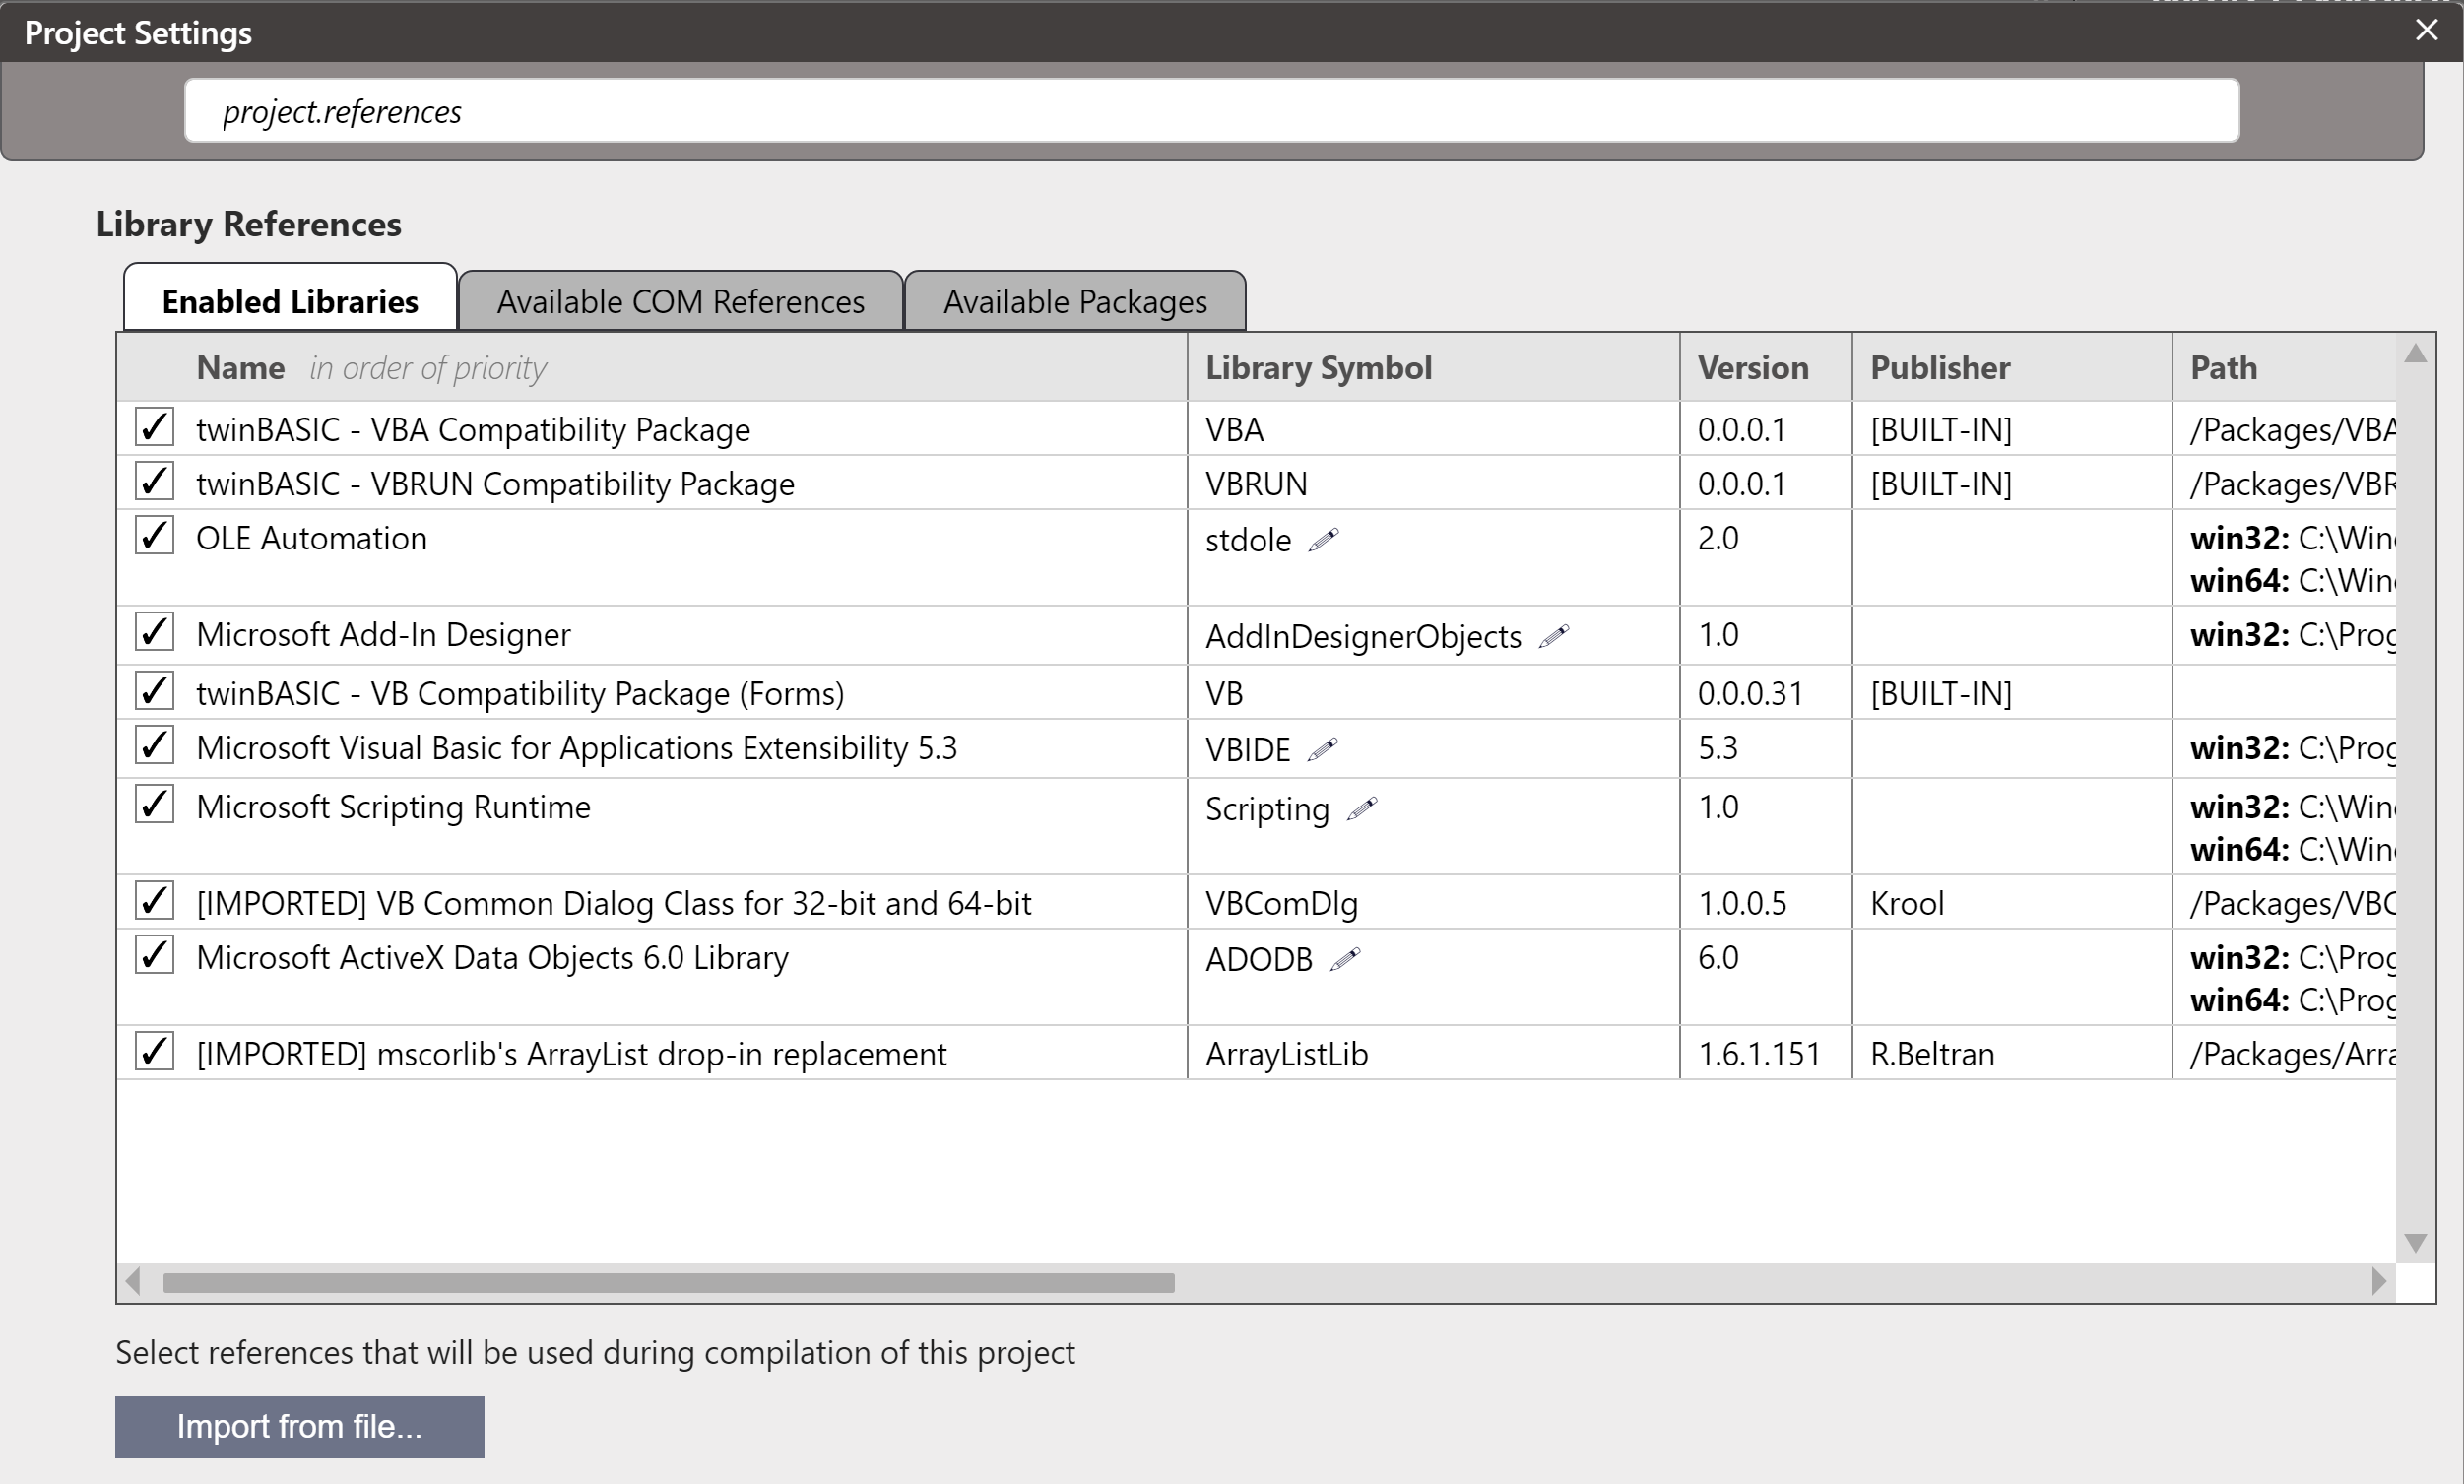 Project Settings
project.references
Library References
Enabled Libraries Available COM References Available Packages
Name in order of priority Library Symbol Version Publisher Path
twinBASIC - VBA Compatibility Package VBA 0.0.0.1 [BUILT-IN] /Packages/VBA
twinBASIC - VBRUN Compatibility Package VBRUN 0.0.0.1 [BUILT-IN] /Packages/VBR
OLE Automation stdole 2.0 win32: C:\Win
win64: C:\Win
Microsoft Add-In Designer AddInDesignerObjects 1.0 win32: C:\Prog
twinBASIC - VB Compatibility Package (Forms) VB 0.0.0.31 [BUILT-IN]
Microsoft Visual Basic for Applications Extensibility 5.3 VBIDE 5.3 win32: C:\Prog
Microsoft Scripting Runtime Scripting 1.0 win32: C:\Win
win64: C:\Win
[IMPORTED] VB Common Dialog Class for 32-bit and 64-bit VBComDlg 1.0.0.5 Krool /Packages/VBC
Microsoft ActiveX Data Objects 6.0 Library ADODB 6.0 win32: C:\Prog
win64: C:\Prog
[IMPORTED] mscorlib's ArrayList drop-in replacement ArrayListLib 1.6.1.151 R.Beltran /Packages/Arra
Select references that will be used during compilation of this project
Import from file...